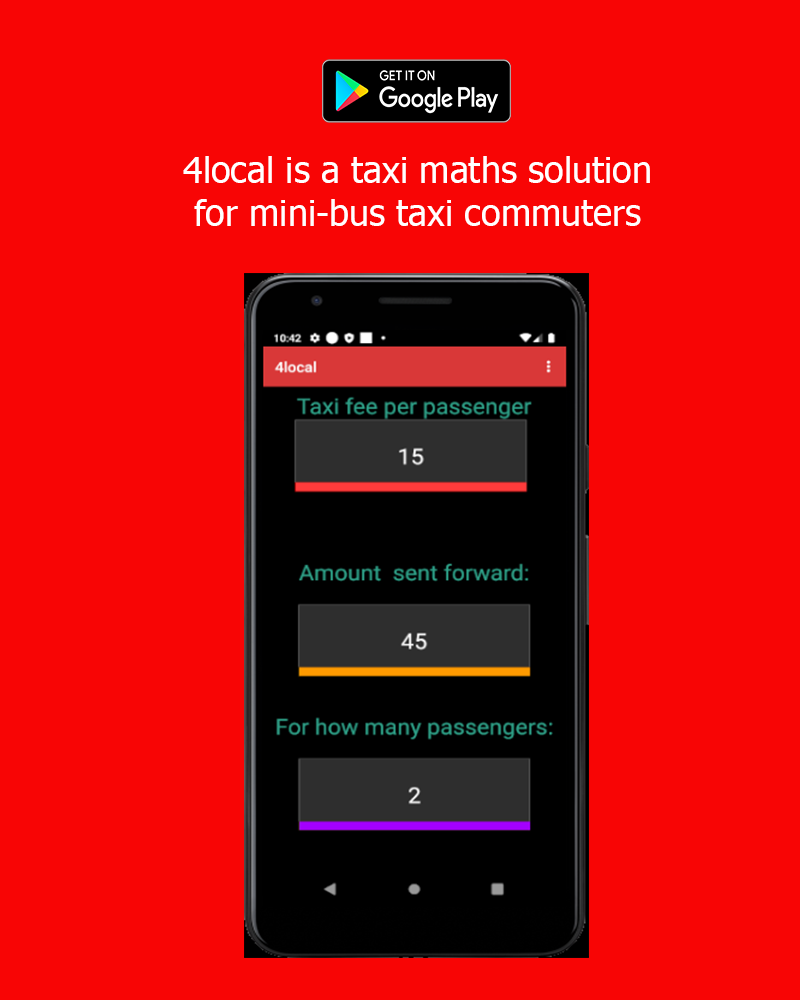 GET IT ON
Google Play
4local is a taxi maths solution
for mini-bus taxi commuters
10:42
4local
Taxi fee per passenger
15
Amount  sent forward:
45
For how many passengers:
2